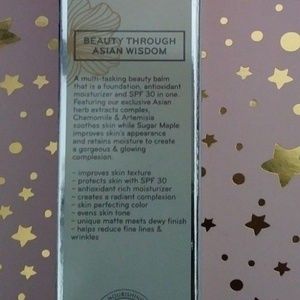 BEAUTY THROUGH
ASIAN WISDOM
A multi-tasking beauty balm
that is a foundation, antioxidant
moisturizer and SPF 30 in one.
Featuring our exclusive Asian
herb extracts complex,
Chamomile & Artemisia
soothes skin while Sugar Maple
improves skin's appearance
and retains moisture to create
a gorgeous & glowing
complexion.
- improves skin texture
- protects skin with SPF 30
- antioxidant rich moisturizer
- creates a radiant complexion
- skin perfecting color
- evens skin tone
- unique matte meets dewy finish
- helps reduce fine lines &
wrinkles